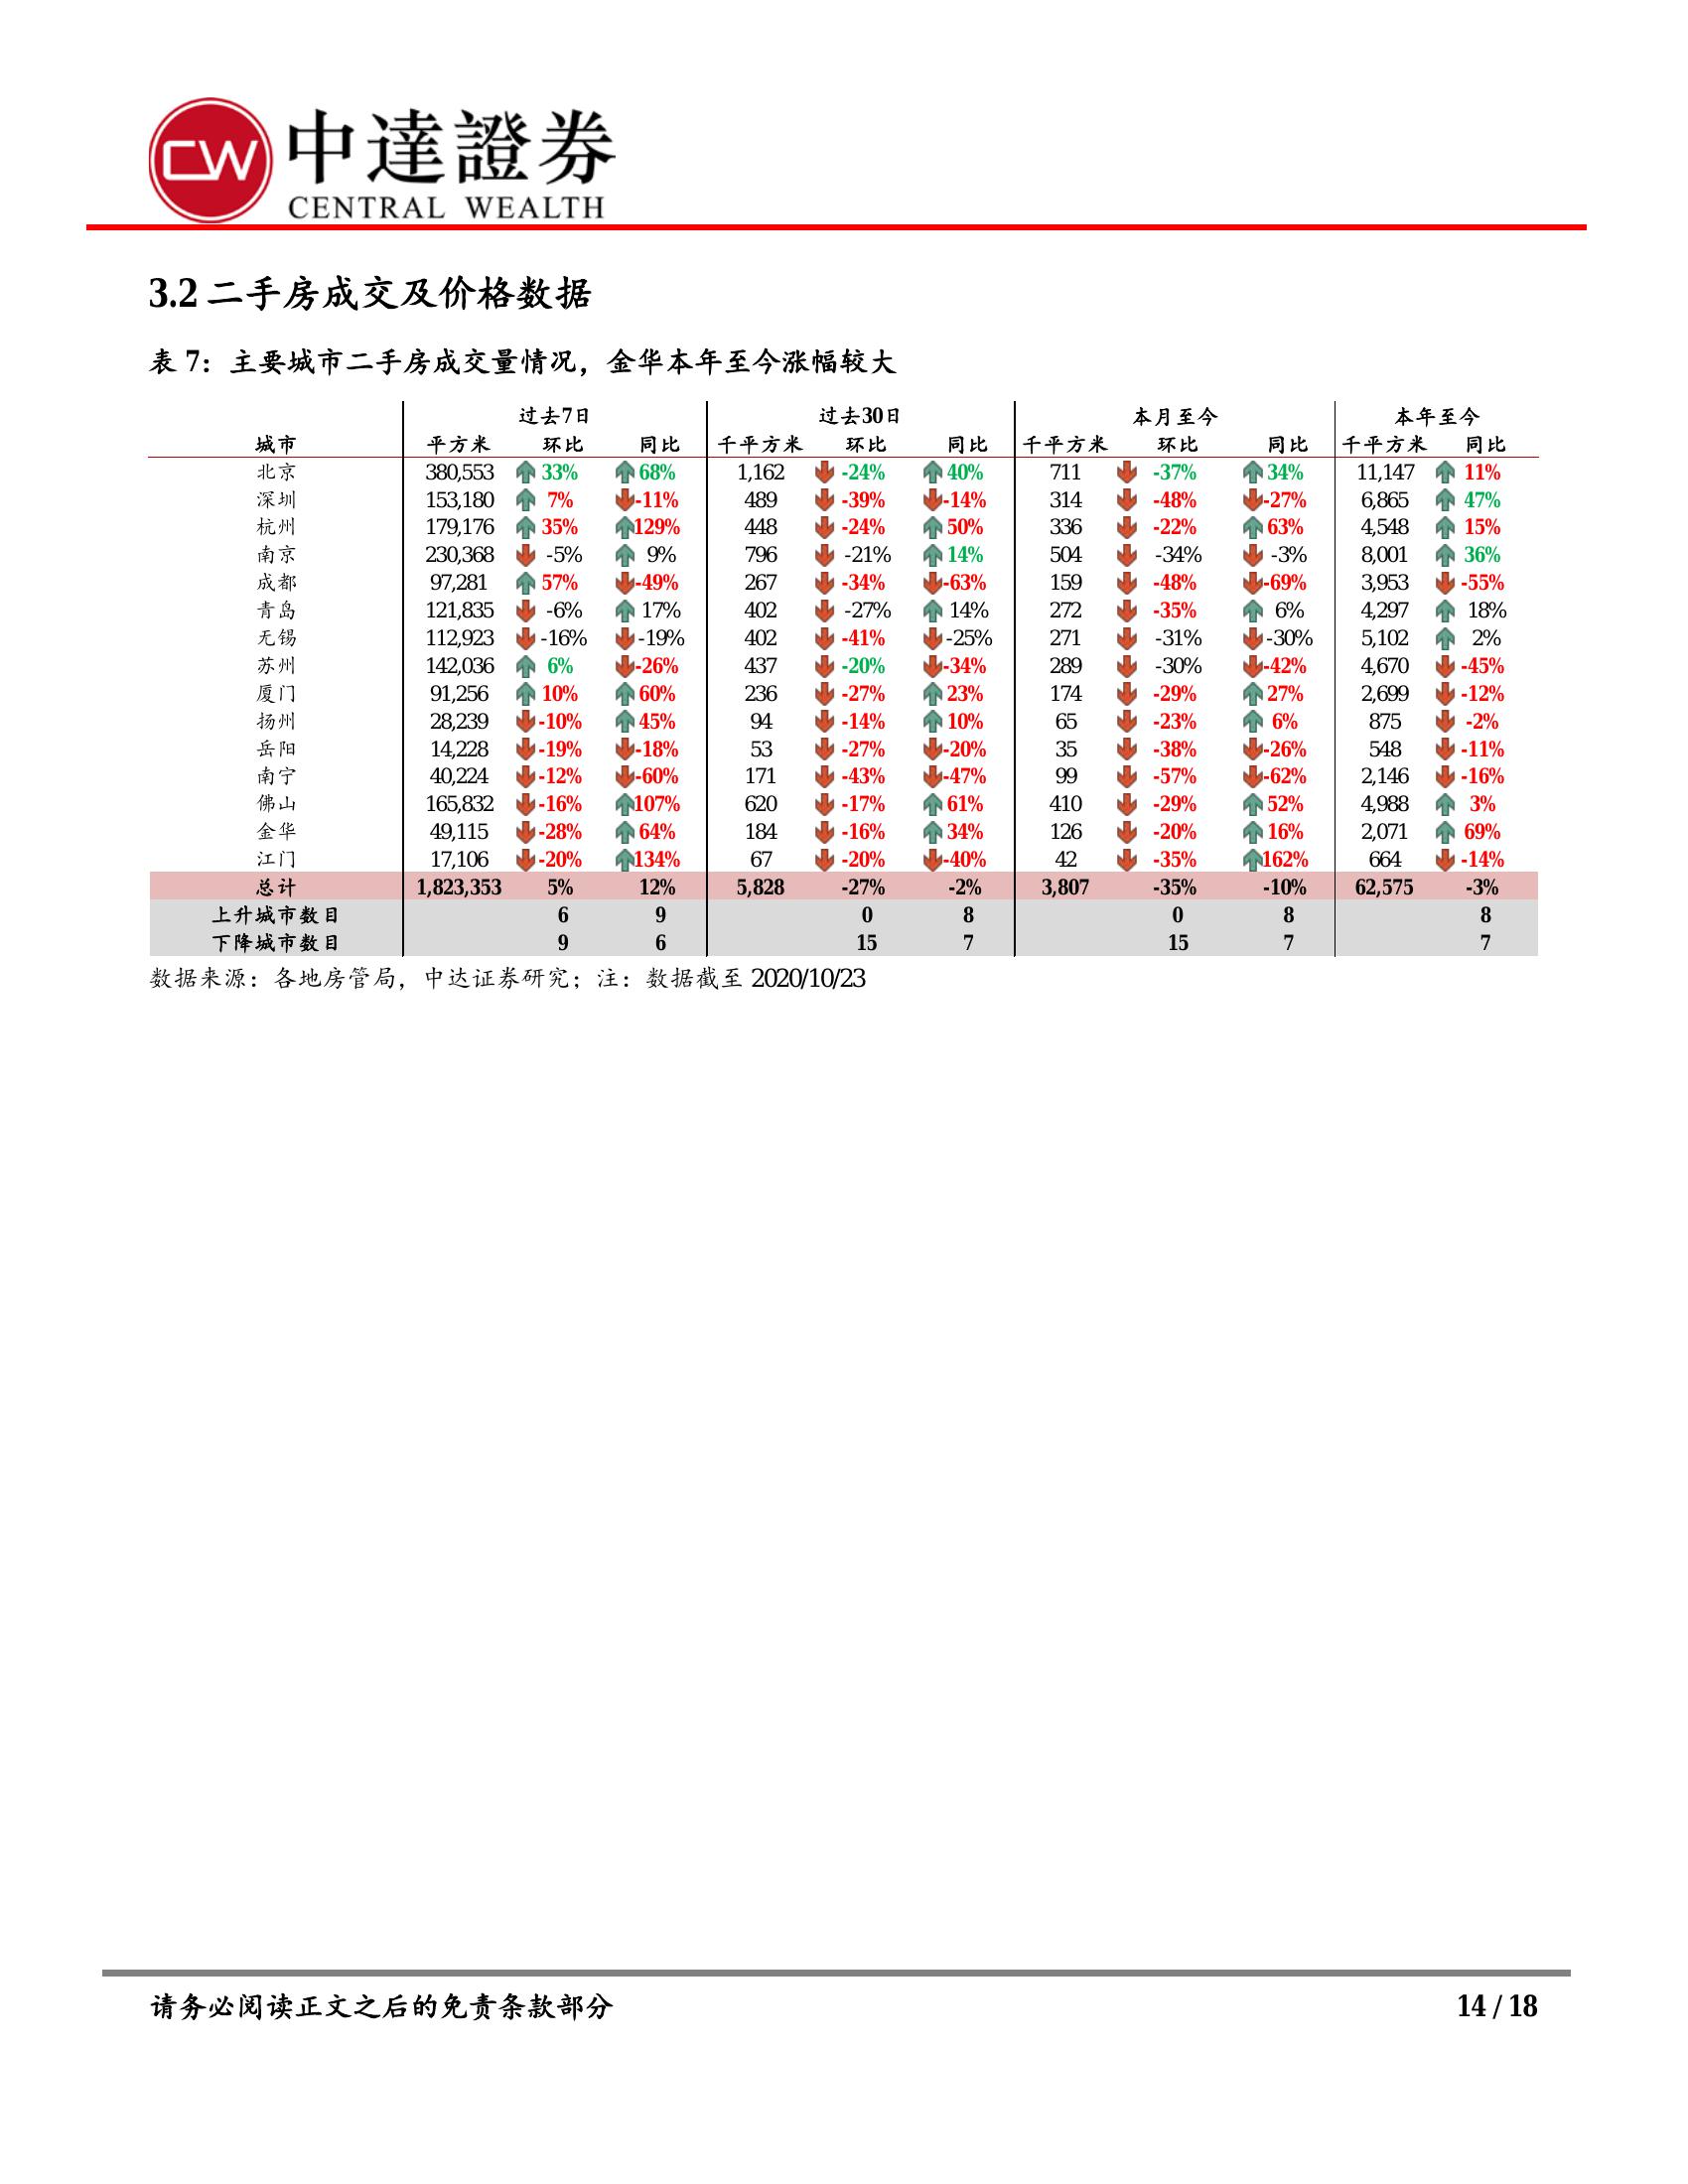 CW 中達證券
CENTRAL WEALTH
3.2 二手房成交及价格数据
表 7：主要城市二手房成交量情况，金华本年至今涨幅较大
过去7日 过去30日 本月至今 本年至今
城市 平方米 环比 同比 千平方米 环比 同比 千平方米 环比 同比 千平方米 同比
北京 380,553 33% 68% 1,162 -24% 40% 711 -37% 34% 11,147 11%
深圳 153,180 7% -11% 489 -39% -14% 314 -48% -27% 6,865 47%
杭州 179,176 35% 129% 448 -24% 50% 336 -22% 63% 4,548 15%
南京 230,368 -5% 9% 796 -21% 14% 504 -34% -3% 8,001 36%
成都 97,281 57% -49% 267 -34% -63% 159 -48% -69% 3,953 -55%
青岛 121,835 -6% 17% 402 -27% 14% 272 -35% 6% 4,297 18%
无锡 112,923 -16% -19% 402 -41% -25% 271 -31% -30% 5,102 2%
苏州 142,036 6% -26% 437 -20% -34% 289 -30% -42% 4,670 -45%
厦门 91,256 10% 60% 236 -27% 23% 174 -29% 27% 2,699 -12%
扬州 28,239 -10% 45% 94 -14% 10% 65 -23% 6% 875 -2%
岳阳 14,228 -19% -18% 53 -27% -20% 35 -38% -26% 548 -11%
南宁 40,224 -12% -60% 171 -43% -47% 99 -57% -62% 2,146 -16%
佛山 165,832 -16% 107% 620 -17% 61% 410 -29% 52% 4,988 3%
金华 49,115 -28% 64% 184 -16% 34% 126 -20% 16% 2,071 69%
江门 17,106 -20% 134% 67 -20% -40% 42 -35% 162% 664 -14%
总计 1,823,353 5% 12% 5,828 -27% -2% 3,807 -35% -10% 62,575 -3%
上升城市数目 6 9 0 8 0 8 8
下降城市数目 9 6 15 7 15 7 7
数据来源：各地房管局，中达证券研究；注：数据截至 2020/10/23
请务必阅读正文之后的免责条款部分 14 / 18